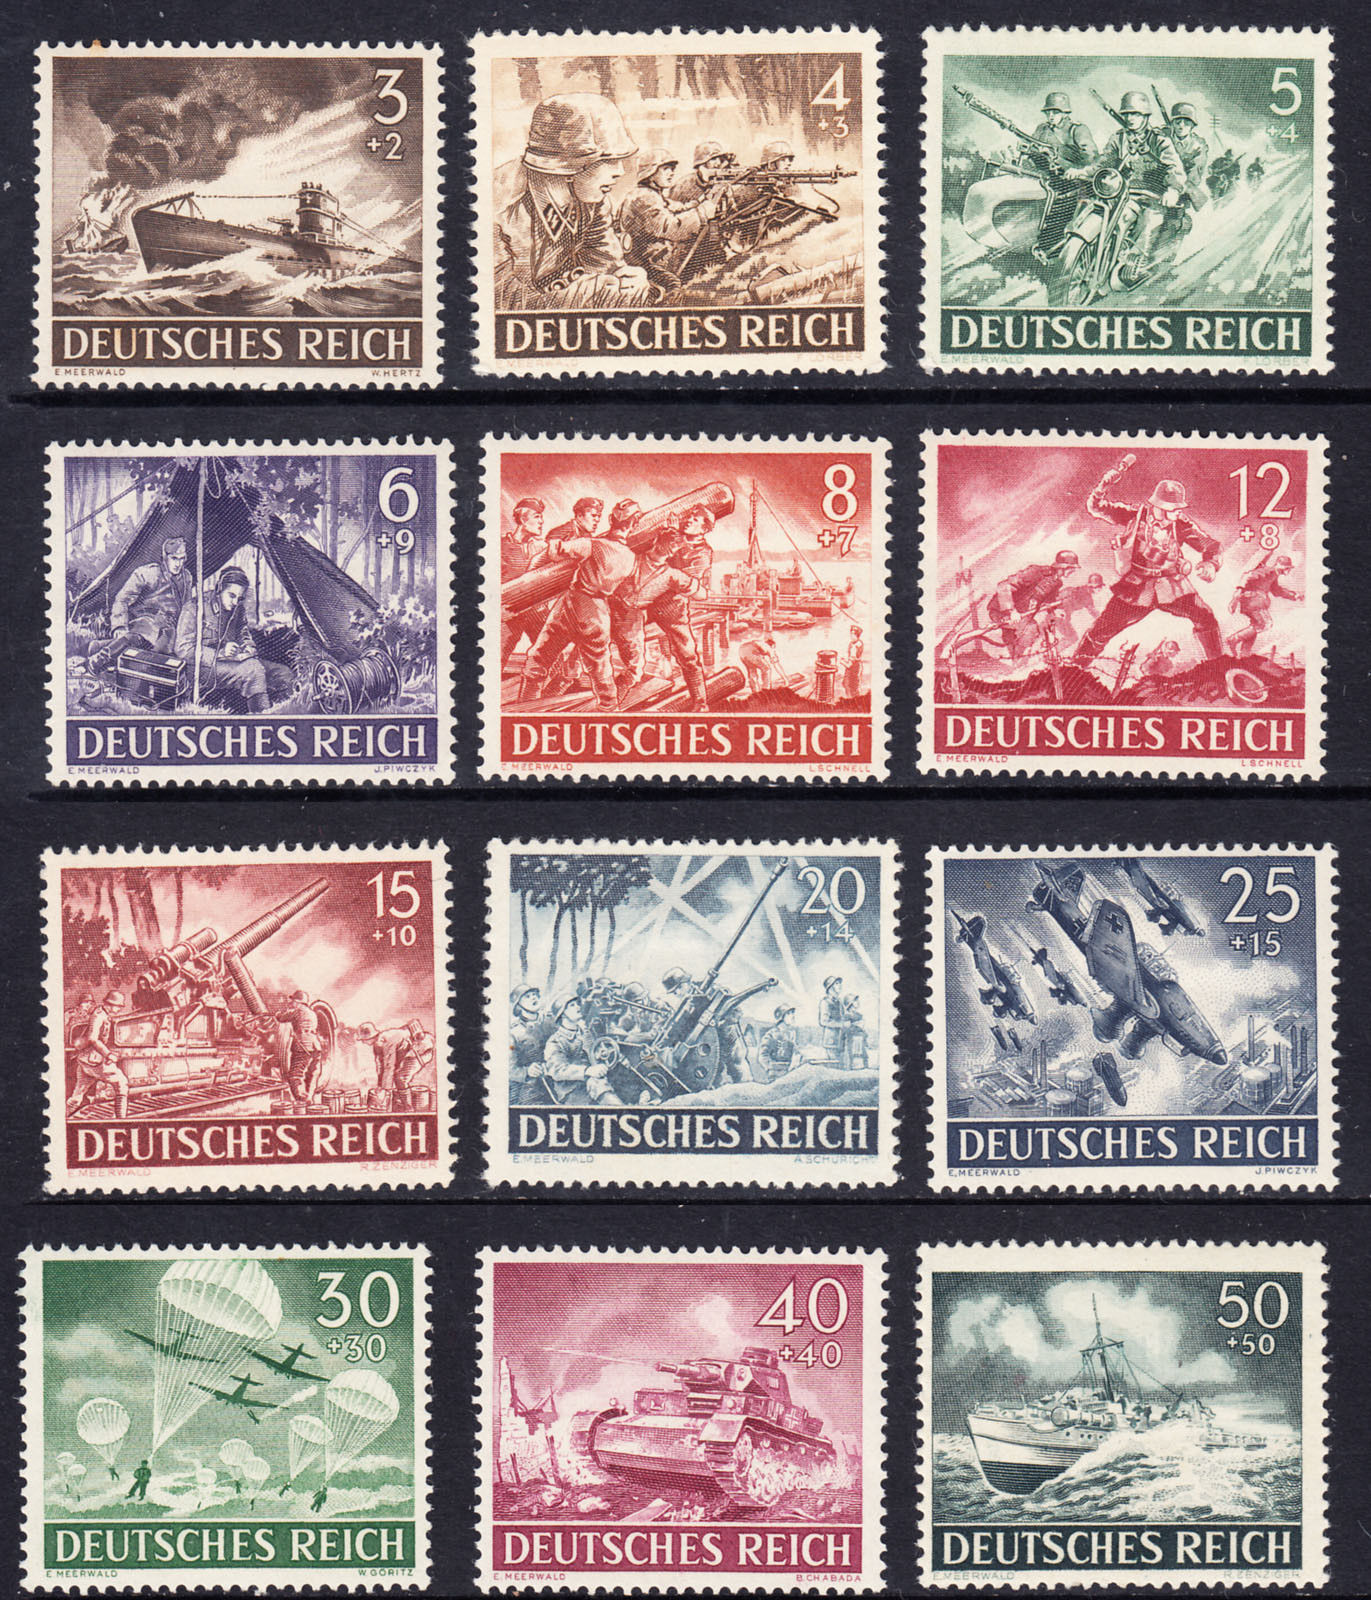 3
+2
DEUTSCHES REICH
E MEERWALD W. HERTZ
4
+3
DEUTSCHES REICH
E. MEERWALD F. LORBER
5
+4
DEUTSCHES REICH
E. MEERWALD F. LORBER
6
+9
DEUTSCHES REICH
E. MEERWALD J. PIWCZYK
8
+7
DEUTSCHES REICH
E. MEERWALD L SCHNELL
12
+8
DEUTSCHES REICH
E MEERWALD L SCHNELL
15
+10
DEUTSCHES REICH
E. MEERWALD R. ZENZIGER
20
+14
DEUTSCHES REICH
E. MEERWALD A. SCHURICHT
25
+15
DEUTSCHES REICH
E. MEERWALD J. PIWCZYK
30
+30
DEUTSCHES REICH
E MEERWALD W. GÖRITZ
40
+40
DEUTSCHES REICH
E. MEERWALD B. CHABADA
50
+50
DEUTSCHES REICH
E. MEERWALD R. ZENZIGER